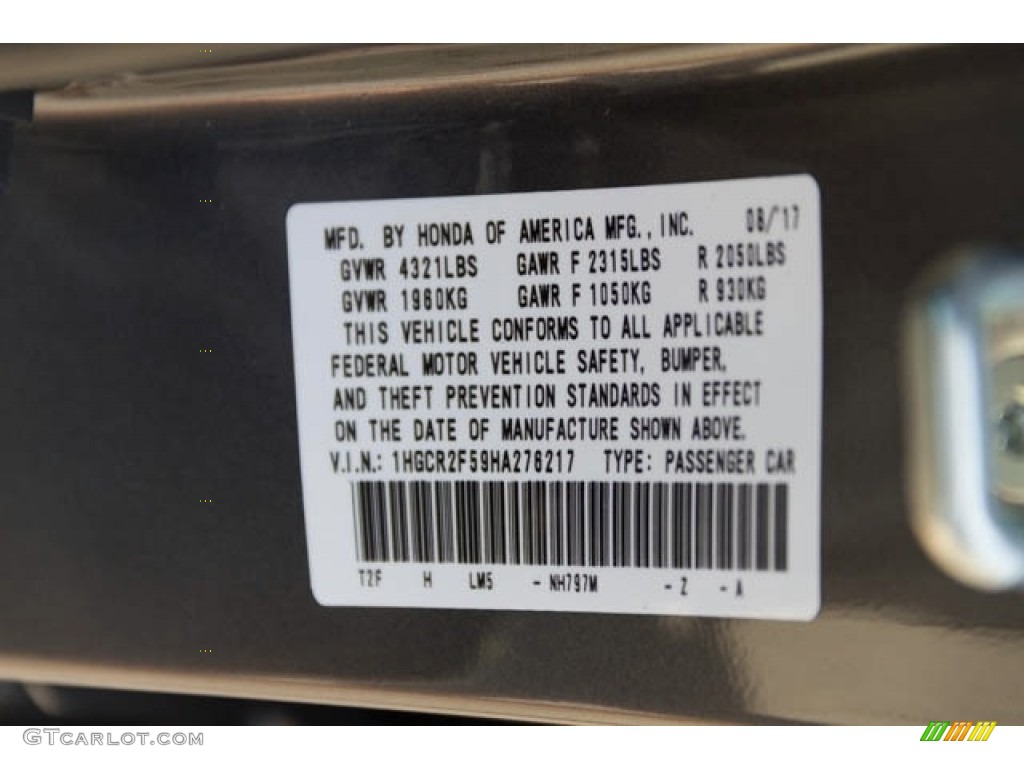 MFD. BY HONDA OF AMERICA MFG., INC. 08/'17
GVWR 4321LBS GAWR F 2315LBS R 2050LBS
GVWR 1960KG GAWR F 1050KG R 930KG
THIS VEHICLE CONFORMS TO ALL APPLICABLE
FEDERAL MOTOR VEHICLE SAFETY, BUMPER,
AND THEFT PREVENTION STANDARDS IN EFFECT
ON THE DATE OF MANUFACTURE SHOWN ABOVE.
V.I.N.: 1HGCR2F59HA276217 TYPE: PASSENGER CAR
T2F H LM5 - NH797M - Z - A
GTCARLOT.COM